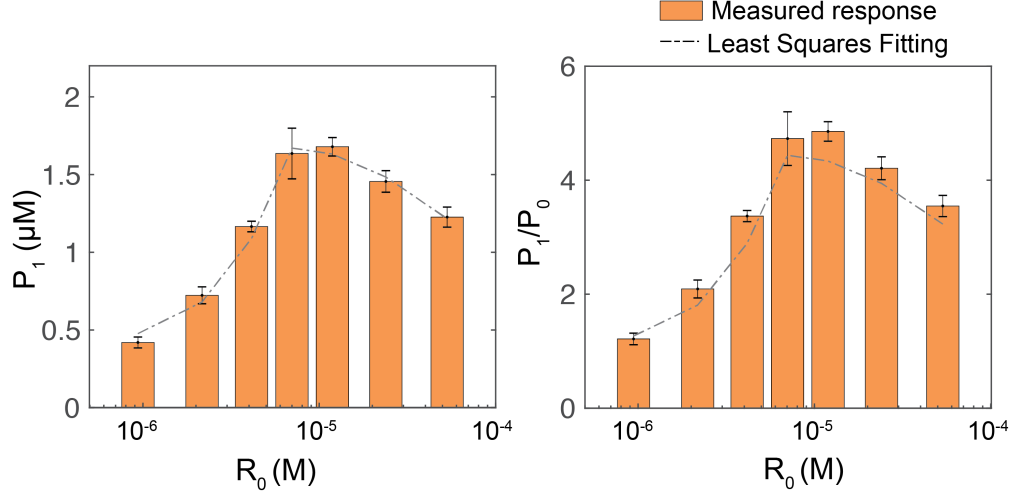 Measured response
Least Squares Fitting
P1 (μM)
2
1.5
1
0.5
0
10-6
10-5
10-4
R0 (M)
P1/P0
6
4
2
0
10-6
10-5
10-4
R0 (M)